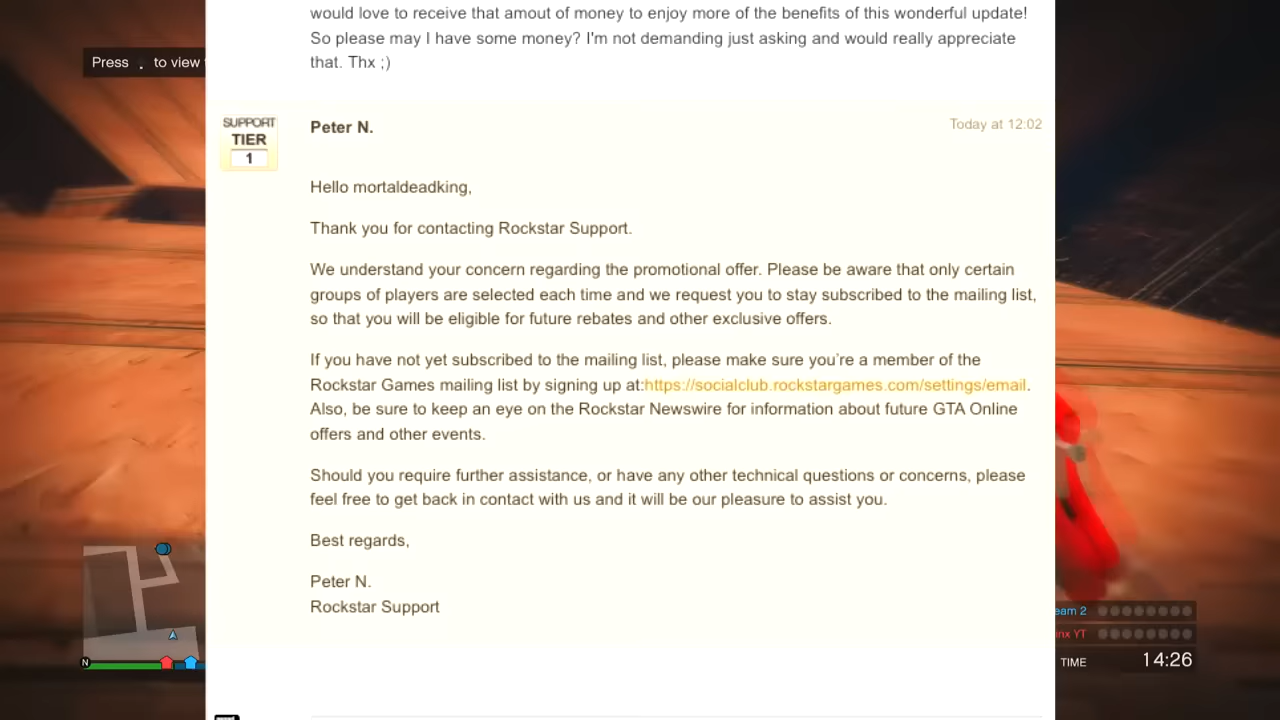 would love to receive that amout of money to enjoy more of the benefits of this wonderful update!
So please may I have some money? I'm not demanding just asking and would really appreciate
that. Thx ;)
Press . to view
SUPPORT
TIER
1
Peter N.
Today at 12:02
Hello mortaldeadking,
Thank you for contacting Rockstar Support.
We understand your concern regarding the promotional offer. Please be aware that only certain
groups of players are selected each time and we request you to stay subscribed to the mailing list,
so that you will be eligible for future rebates and other exclusive offers.
If you have not yet subscribed to the mailing list, please make sure you're a member of the
Rockstar Games mailing list by signing up at:https://socialclub.rockstargames.com/settings/email.
Also, be sure to keep an eye on the Rockstar Newswire for information about future GTA Online
offers and other events.
Should you require further assistance, or have any other technical questions or concerns, please
feel free to get back in contact with us and it will be our pleasure to assist you.
Best regards,
Peter N.
Rockstar Support
N
eam 2
nx YT
TIME 14:26